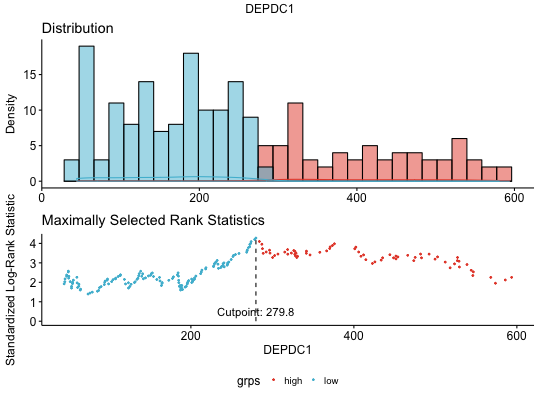 DEPDC1
Distribution
Density
15
10
5
0
0 200 400 600
Maximally Selected Rank Statistics
Standardized Log-Rank Statistic
4
3
2
1
0
Cutpoint: 279.8
200 400 600
DEPDC1
grps high low